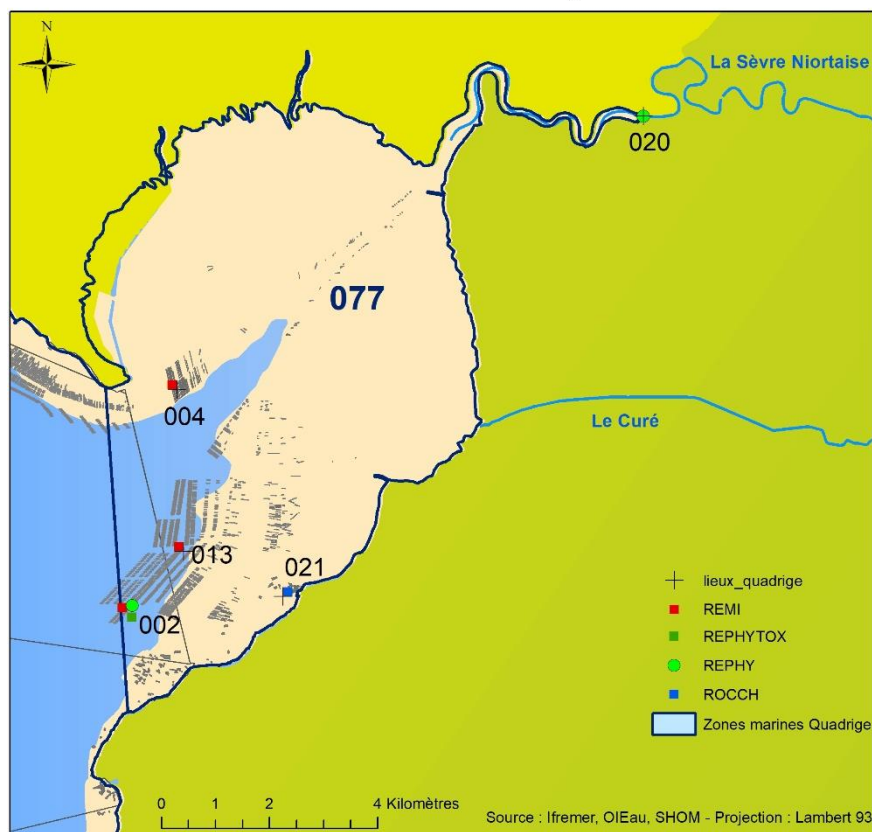 N
La Sèvre Niortaise
020
077
004
Le Curé
013
021
002
lieux_quadrige
REMI
REPHYTOX
REPHY
ROCCH
Zones marines Quadrige
0 1 2 4 Kilomètres
Source : Ifremer, OIEau, SHOM - Projection : Lambert 93